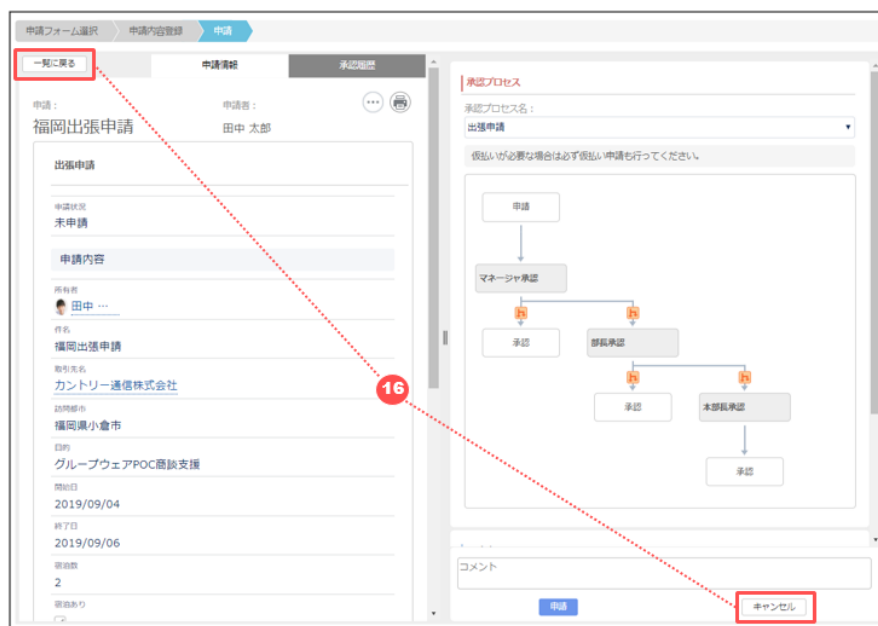 申請フォーム選択 申請内容登録 申請
一覧に戻る 申請情報 承認履歴
申請： 申請者：
福岡出張申請 田中 太郎
出張申請
申請状況
未申請
申請内容
所有者
田中 …
件名
福岡出張申請
取引先名
カントリー通信株式会社
訪問都市
福岡県小倉市
目的
グループウェアPOC商談支援
開始日
2019/09/04
終了日
2019/09/06
宿泊数
2
宿泊あり
16
承認プロセス
承認プロセス名：
出張申請
仮払いが必要な場合は必ず仮払い申請も行ってください。
申請
マネージャ承認
承認 部長承認
承認 本部長承認
承認
コメント
申請 キャンセル